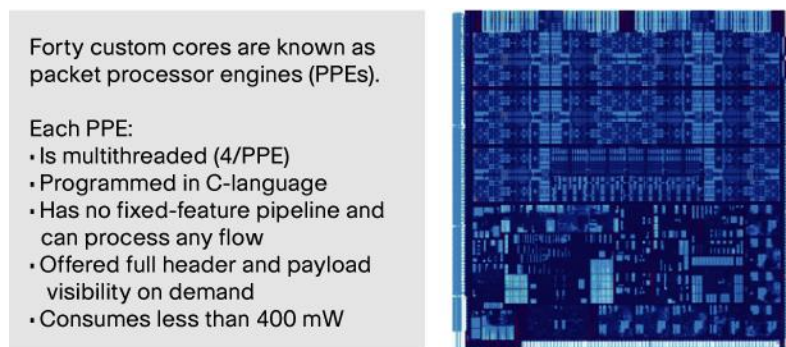 Forty custom cores are known as
packet processor engines (PPEs).
Each PPE:
• Is multithreaded (4/PPE)
• Programmed in C-language
• Has no fixed-feature pipeline and
can process any flow
• Offered full header and payload
visibility on demand
• Consumes less than 400 mW